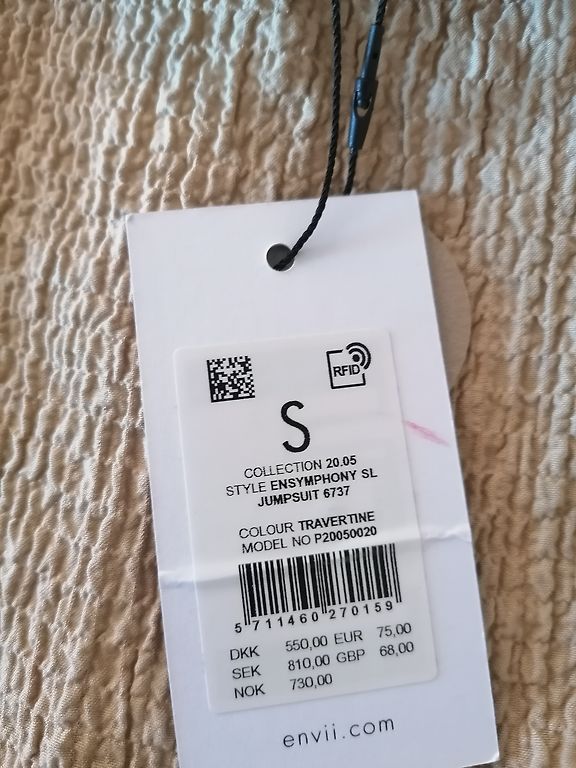 RFID
S
COLLECTION 20.05
STYLE ENSYMPHONY SL
JUMPSUIT 6737
COLOUR TRAVERTINE
MODEL NO P20050020
5 711460 270159
DKK 550,00 EUR 75,00
SEK 810,00 GBP 68,00
NOK 730,00
envii.com